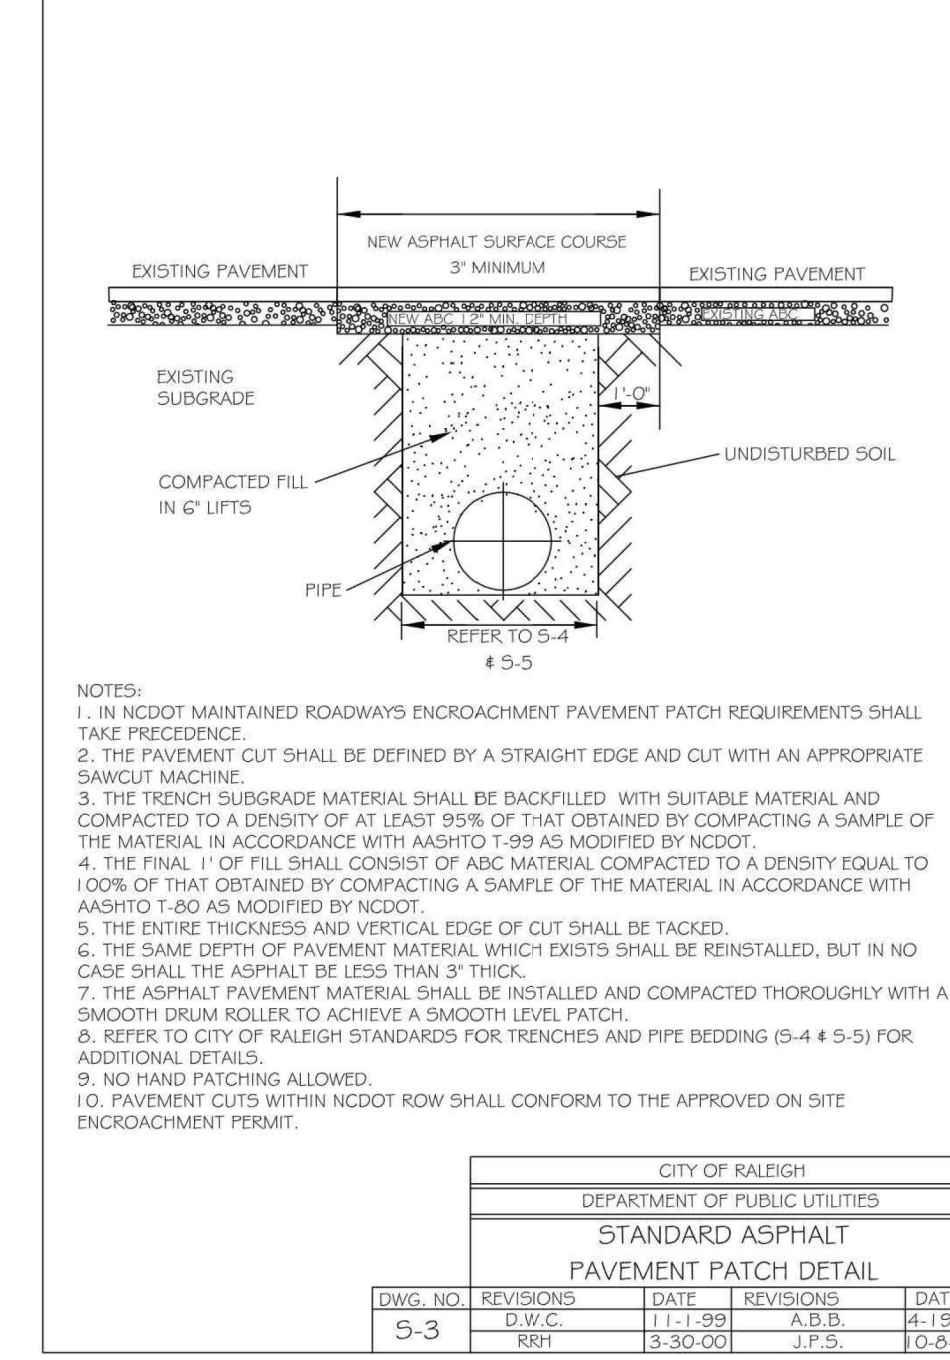 NEW ASPHALT SURFACE COURSE
3" MINIMUM
EXISTING PAVEMENT
EXISTING PAVEMENT
NEW ABC 12" MIN. DEPTH
EXISTING ABC
EXISTING
SUBGRADE
1'-0"
UNDISTURBED SOIL
COMPACTED FILL
IN 6" LIFTS
PIPE
REFER TO S-4
& S-5
NOTES:
1. IN NCDOT MAINTAINED ROADWAYS ENCROACHMENT PAVEMENT PATCH REQUIREMENTS SHALL
TAKE PRECEDENCE.
2. THE PAVEMENT CUT SHALL BE DEFINED BY A STRAIGHT EDGE AND CUT WITH AN APPROPRIATE
SAWCUT MACHINE.
3. THE TRENCH SUBGRADE MATERIAL SHALL BE BACKFILLED WITH SUITABLE MATERIAL AND
COMPACTED TO A DENSITY OF AT LEAST 95% OF THAT OBTAINED BY COMPACTING A SAMPLE OF
THE MATERIAL IN ACCORDANCE WITH AASHTO T-99 AS MODIFIED BY NCDOT.
4. THE FINAL 1' OF FILL SHALL CONSIST OF ABC MATERIAL COMPACTED TO A DENSITY EQUAL TO
100% OF THAT OBTAINED BY COMPACTING A SAMPLE OF THE MATERIAL IN ACCORDANCE WITH
AASHTO T-80 AS MODIFIED BY NCDOT.
5. THE ENTIRE THICKNESS AND VERTICAL EDGE OF CUT SHALL BE TACKED.
6. THE SAME DEPTH OF PAVEMENT MATERIAL WHICH EXISTS SHALL BE REINSTALLED, BUT IN NO
CASE SHALL THE ASPHALT BE LESS THAN 3" THICK.
7. THE ASPHALT PAVEMENT MATERIAL SHALL BE INSTALLED AND COMPACTED THOROUGHLY WITH A
SMOOTH DRUM ROLLER TO ACHIEVE A SMOOTH LEVEL PATCH.
8. REFER TO CITY OF RALEIGH STANDARDS FOR TRENCHES AND PIPE BEDDING (S-4 & S-5) FOR
ADDITIONAL DETAILS.
9. NO HAND PATCHING ALLOWED.
10. PAVEMENT CUTS WITHIN NCDOT ROW SHALL CONFORM TO THE APPROVED ON SITE
ENCROACHMENT PERMIT.
CITY OF RALEIGH
DEPARTMENT OF PUBLIC UTILITIES
STANDARD ASPHALT
PAVEMENT PATCH DETAIL
DWG. NO. REVISIONS DATE REVISIONS
S-3
D.W.C. 11-1-99 A.B.B.
RRH 3-30-00 J.P.S.